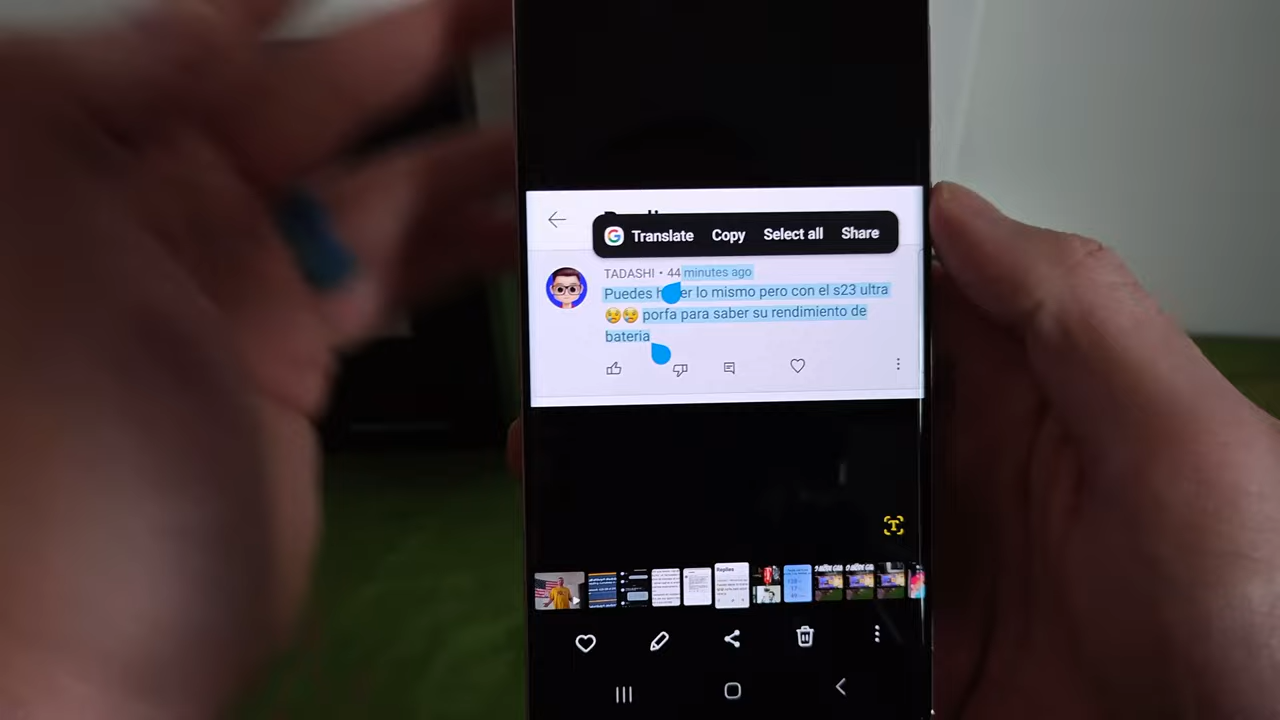 Translate Copy Select all Share
TADASHI • 44 minutes ago
Puedes h er lo mismo pero con el s23 ultra
😢😢 porfa para saber su rendimiento de
bateria
T
Replies